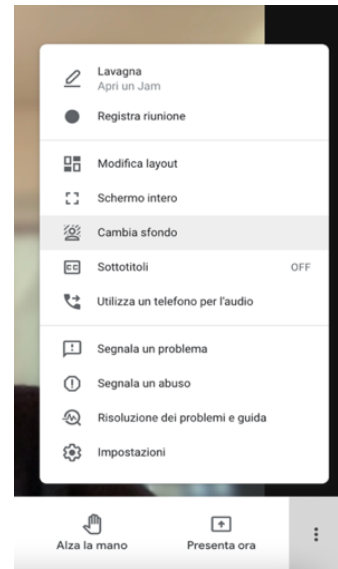 Lavagna
Apri un Jam
Registra riunione
Modifica layout
Schermo intero
Cambia sfondo
CC Sottotitoli OFF
Utilizza un telefono per l'audio
Segnala un problema
Segnala un abuso
Risoluzione dei problemi e guida
Impostazioni
Alza la mano Presenta ora